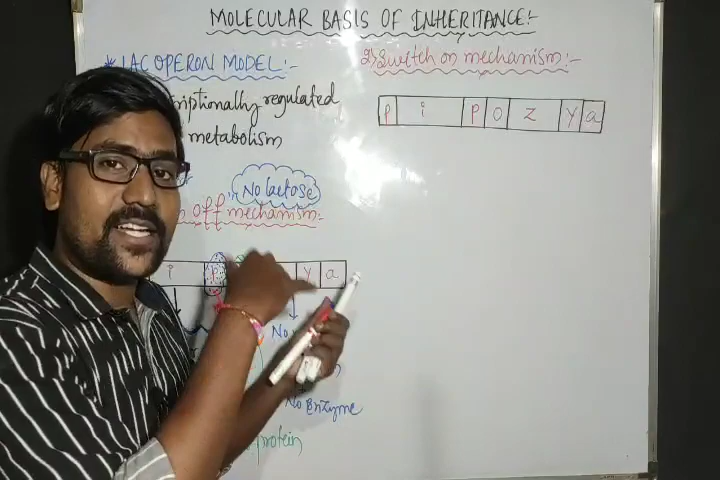 MOLECULAR BASIS OF INHERITANCE:-
* LAC OPERON MODEL:-
riptionally regulated
metabolism
No lactose
off mechanism:-
i P y a
No
No enzyme
protein
2) Switch on mechanism:-
P i P O Z Y a